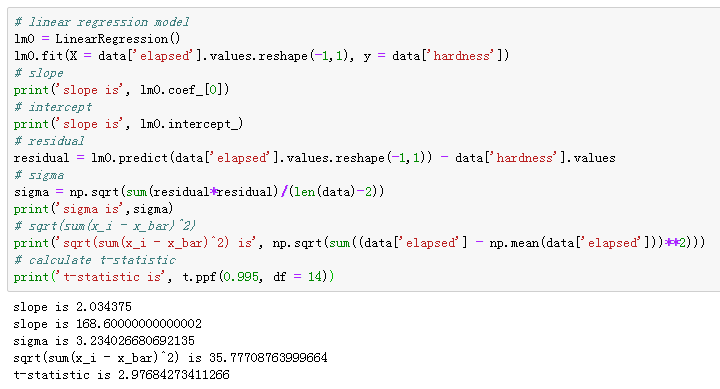 # linear regression model
lm0 = LinearRegression()
lm0.fit(X = data['elapsed'].values.reshape(-1,1), y = data['hardness'])
# slope
print('slope is', lm0.coef_[0])
# intercept
print('slope is', lm0.intercept_)
# residual
residual = lm0.predict(data['elapsed'].values.reshape(-1,1)) - data['hardness'].values
# sigma
sigma = np.sqrt(sum(residual*residual)/(len(data)-2))
print('sigma is',sigma)
# sqrt(sum(x_i - x_bar)^2)
print('sqrt(sum(x_i - x_bar)^2) is', np.sqrt(sum((data['elapsed'] - np.mean(data['elapsed']))**2)))
# calculate t-statistic
print('t-statistic is', t.ppf(0.995, df = 14))
slope is 2.034375
slope is 168.60000000000002
sigma is 3.234026680692135
sqrt(sum(x_i - x_bar)^2) is 35.77708763999664
t-statistic is 2.97684273411266